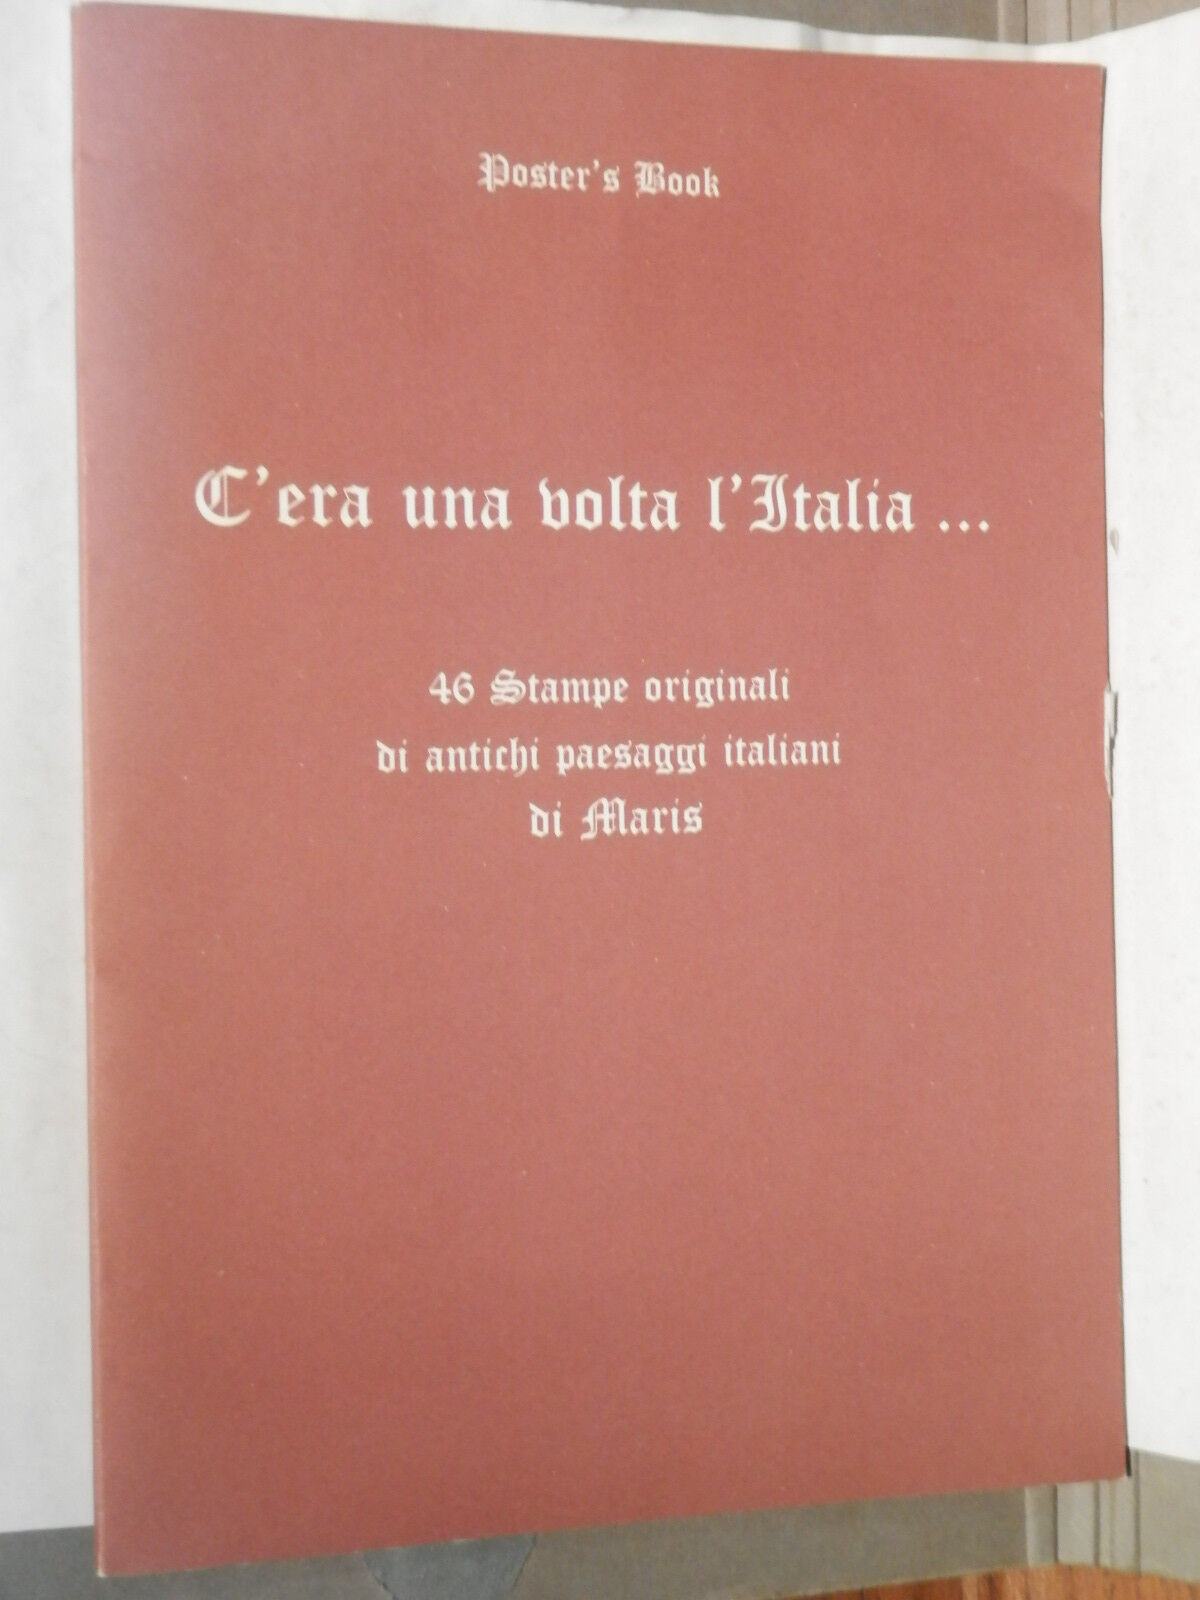 Poster's Book
C'era una volta l'Italia ...
46 Stampe originali
di antichi paesaggi italiani
di Maris